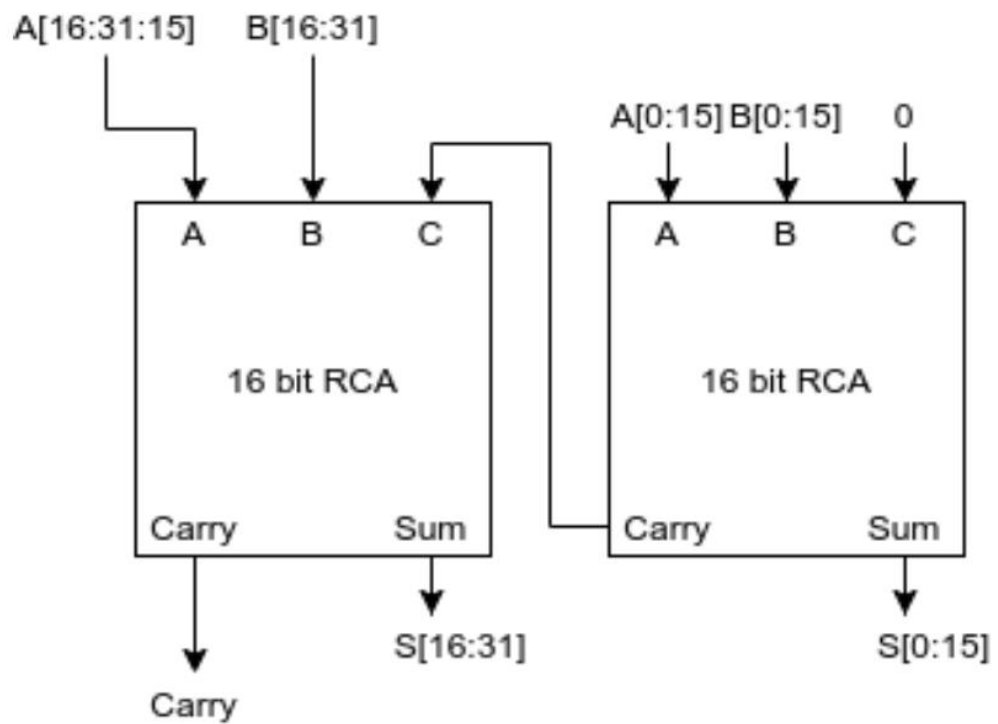 A[16:31:15] B[16:31]
A[0:15] B[0:15] 0
A B C
A B C
16 bit RCA
16 bit RCA
Carry Sum
Carry Sum
S[16:31]
S[0:15]
Carry